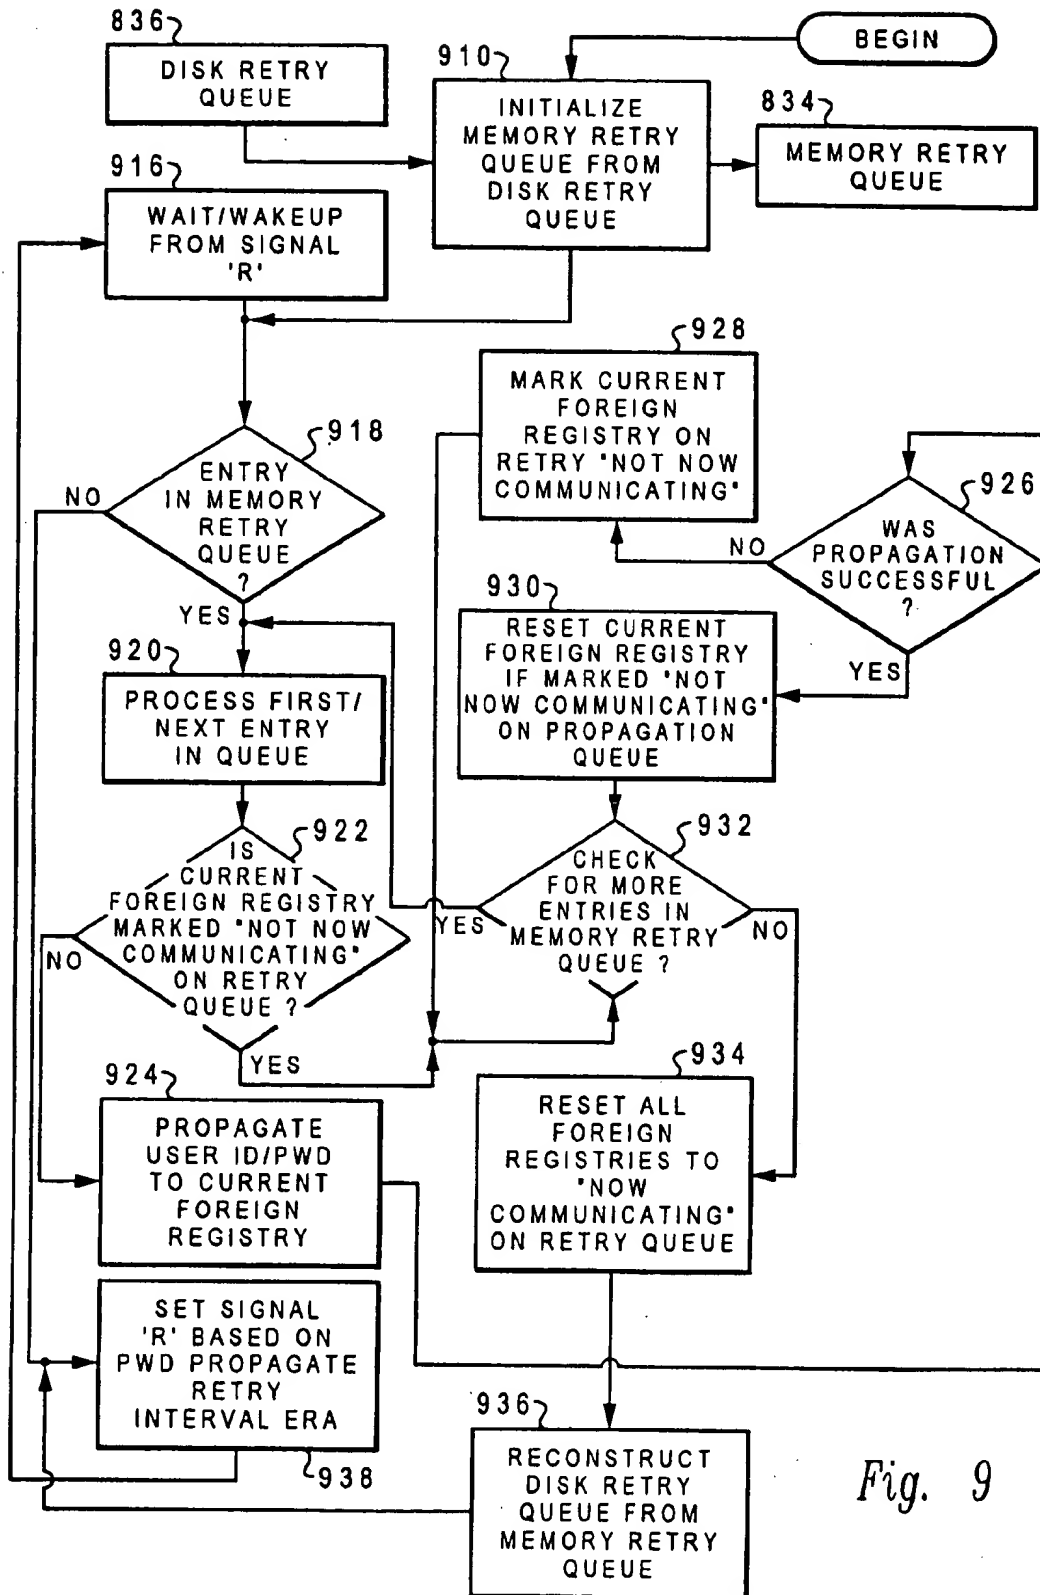 836
DISK RETRY
QUEUE
910
INITIALIZE
MEMORY RETRY
QUEUE FROM
DISK RETRY
QUEUE
BEGIN
834
MEMORY RETRY
QUEUE
916
WAIT/WAKEUP
FROM SIGNAL
'R'
918
ENTRY
IN MEMORY
RETRY
QUEUE
?
NO
YES
928
MARK CURRENT
FOREIGN
REGISTRY ON
RETRY "NOT NOW
COMMUNICATING"
926
WAS
PROPAGATION
SUCCESSFUL
?
NO
YES
930
RESET CURRENT
FOREIGN REGISTRY
IF MARKED "NOT
NOW COMMUNICATING"
ON PROPAGATION
QUEUE
920
PROCESS FIRST/
NEXT ENTRY
IN QUEUE
922
IS
CURRENT
FOREIGN REGISTRY
MARKED "NOT NOW
COMMUNICATING"
ON RETRY
QUEUE ?
NO
YES
932
CHECK
FOR MORE
ENTRIES IN
MEMORY RETRY
QUEUE ?
YES
NO
924
PROPAGATE
USER ID/PWD
TO CURRENT
FOREIGN
REGISTRY
934
RESET ALL
FOREIGN
REGISTRIES TO
"NOW
COMMUNICATING"
ON RETRY QUEUE
SET SIGNAL
'R' BASED ON
PWD PROPAGATE
RETRY
INTERVAL ERA
938
936
RECONSTRUCT
DISK RETRY
QUEUE FROM
MEMORY RETRY
QUEUE
Fig. 9